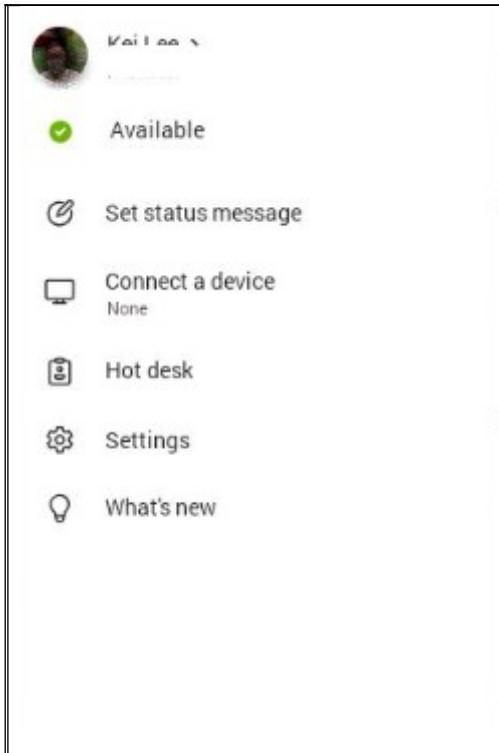 Available
Set status message
Connect a device
None
Hot desk
Settings
What's new